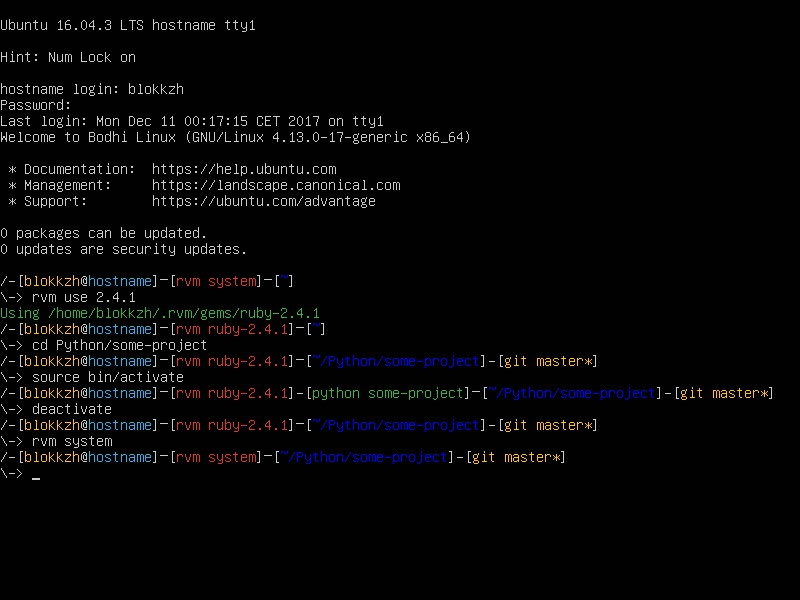 Ubuntu 16.04.3 LTS hostname tty1
Hint: Num Lock on
hostname login: blokkzh
Password:
Last login: Mon Dec 11 00:17:15 CET 2017 on tty1
Welcome to Bodhi Linux (GNU/Linux 4.13.0-17-generic x86_64)
 * Documentation:  https://help.ubuntu.com
 * Management:     https://landscape.canonical.com
 * Support:        https://ubuntu.com/advantage
0 packages can be updated.
0 updates are security updates.
/-[blokkzh@hostname]-[rvm system]-[~]
\-> rvm use 2.4.1
Using /home/blokkzh/.rvm/gems/ruby-2.4.1
/-[blokkzh@hostname]-[rvm ruby-2.4.1]-[~]
\-> cd Python/some-project
/-[blokkzh@hostname]-[rvm ruby-2.4.1]-[~/Python/some-project]-[git master*]
\-> source bin/activate
/-[blokkzh@hostname]-[rvm ruby-2.4.1]-[python some-project]-[~/Python/some-project]-[git master*]
\-> deactivate
/-[blokkzh@hostname]-[rvm ruby-2.4.1]-[~/Python/some-project]-[git master*]
\-> rvm system
/-[blokkzh@hostname]-[rvm system]-[~/Python/some-project]-[git master*]
\-> _